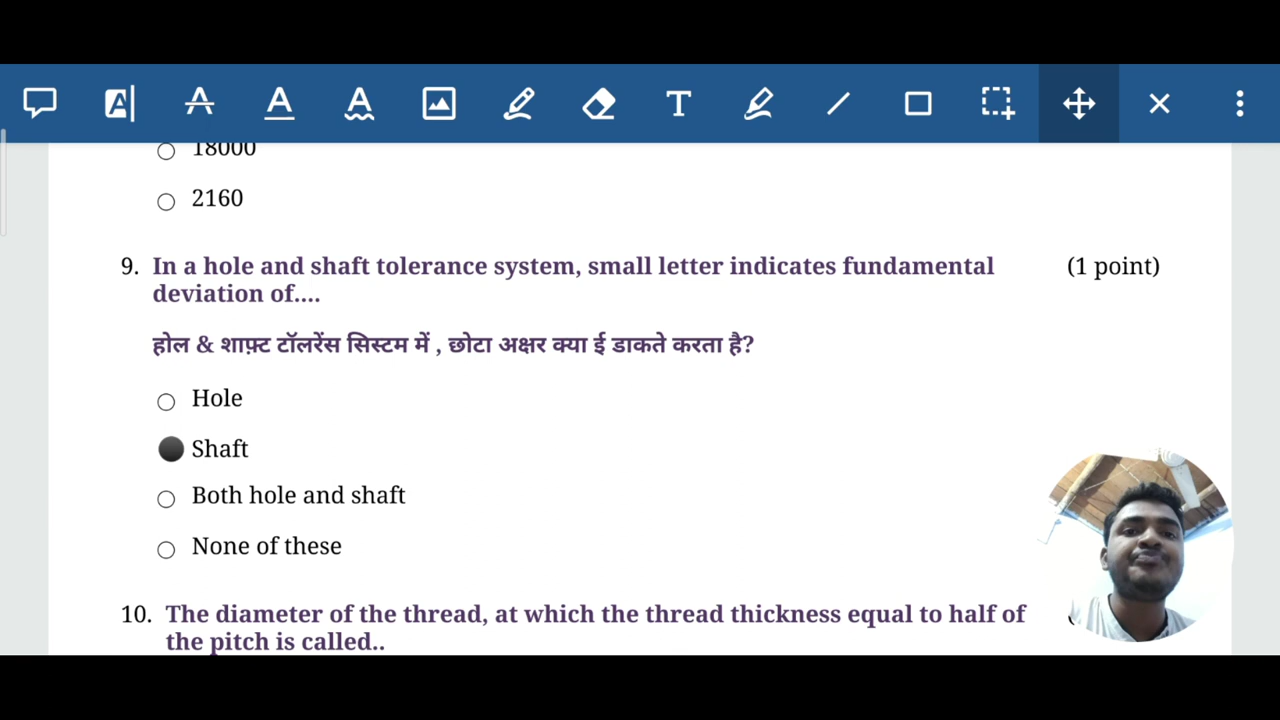 18000
2160
9. In a hole and shaft tolerance system, small letter indicates fundamental (1 point)
deviation of....
होल & शाफ़्ट टॉलरेंस सिस्टम में , छोटा अक्षर क्या ई डाकते करता है?
Hole
Shaft
Both hole and shaft
None of these
10. The diameter of the thread, at which the thread thickness equal to half of
the pitch is called..